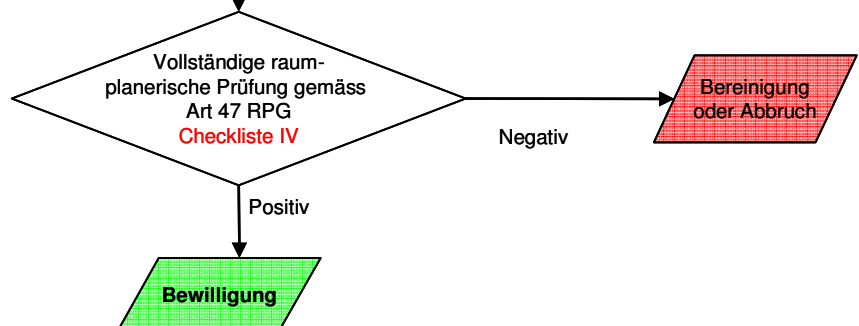 Vollständige raum-
planerische Prüfung gemäss
Art 47 RPG
Checkliste IV
Negativ
Bereinigung
oder Abbruch
Positiv
Bewilligung